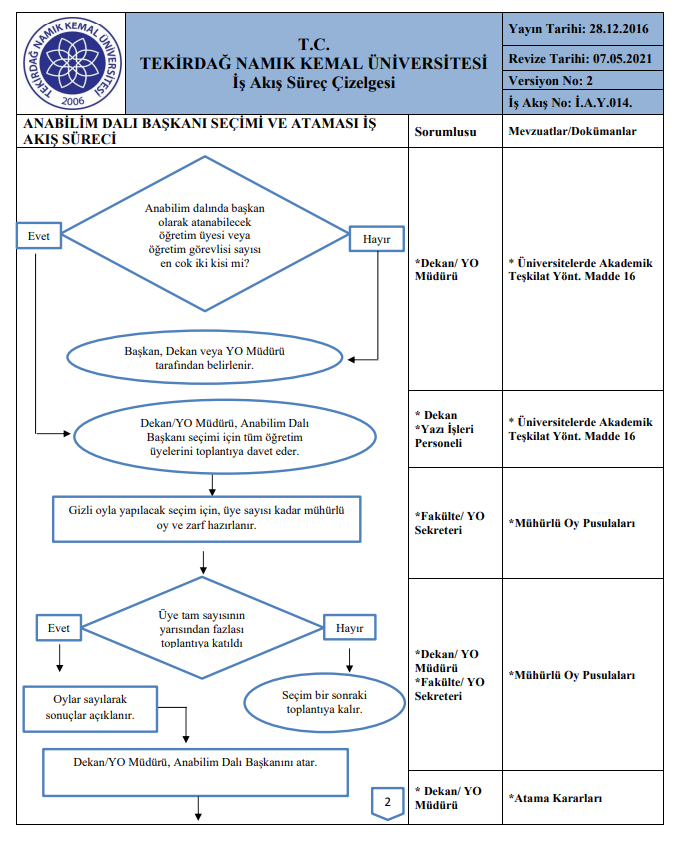 TEKİRDAĞ NAMIK KEMAL ÜNİVERSİTESİ
2006
T.C.
TEKİRDAĞ NAMIK KEMAL ÜNİVERSİTESİ
İş Akış Süreç Çizelgesi
Yayın Tarihi: 28.12.2016
Revize Tarihi: 07.05.2021
Versiyon No: 2
İş Akış No: İ.A.Y.014.
ANABİLİM DALI BAŞKANI SEÇİMİ VE ATAMASI İŞ
AKIŞ SÜRECİ
Sorumlusu
Mevzuatlar/Dokümanlar
Anabilim dalında başkan
olarak atanabilecek
öğretim üyesi veya
öğretim görevlisi sayısı
en cok iki kisi mi?
Evet
Hayır
*Dekan/ YO
Müdürü
* Üniversitelerde Akademik
Teşkilat Yönt. Madde 16
Başkan, Dekan veya YO Müdürü
tarafından belirlenir.
Dekan/YO Müdürü, Anabilim Dalı
Başkanı seçimi için tüm öğretim
üyelerini toplantıya davet eder.
* Dekan
*Yazı İşleri
Personeli
* Üniversitelerde Akademik
Teşkilat Yönt. Madde 16
Gizli oyla yapılacak seçim için, üye sayısı kadar mühürlü
oy ve zarf hazırlanır.
*Fakülte/ YO
Sekreteri
*Mühürlü Oy Pusulaları
Üye tam sayısının
yarısından fazlası
toplantıya katıldı
Evet
Hayır
*Dekan/ YO
Müdürü
*Fakülte/ YO
Sekreteri
*Mühürlü Oy Pusulaları
Oylar sayılarak
sonuçlar açıklanır.
Seçim bir sonraki
toplantıya kalır.
Dekan/YO Müdürü, Anabilim Dalı Başkanını atar.
2
* Dekan/ YO
Müdürü
*Atama Kararları